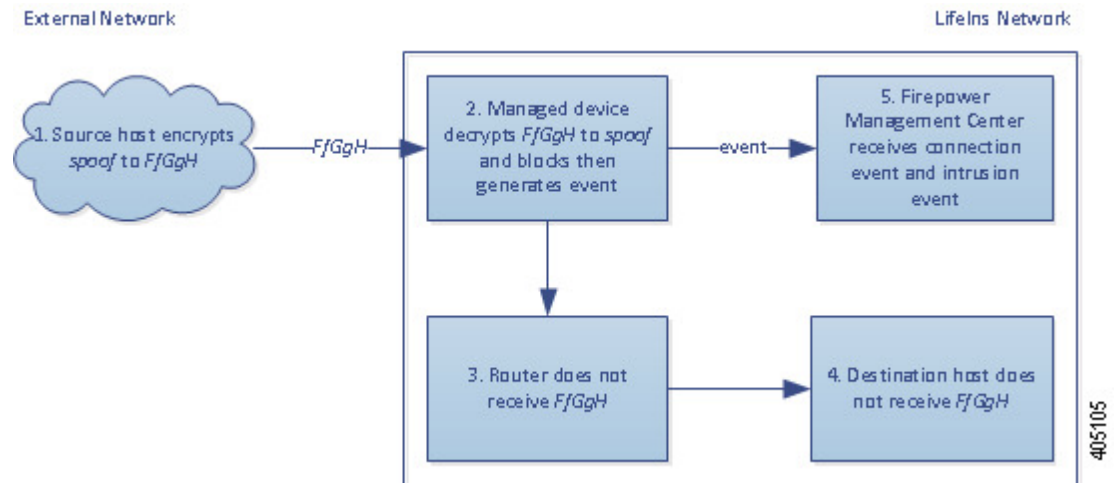 External Network
LifeIns Network
1. Source host encrypts
spoof to FfGgH
FfGgH
2. Managed device
decrypts FfGgH to spoof
and blocks then
generates event
event
5. Firepower
Management Center
receives connection
event and intrusion
event
3. Router does not
receive FfGgH
4. Destination host does
not receive FfGgH
405105